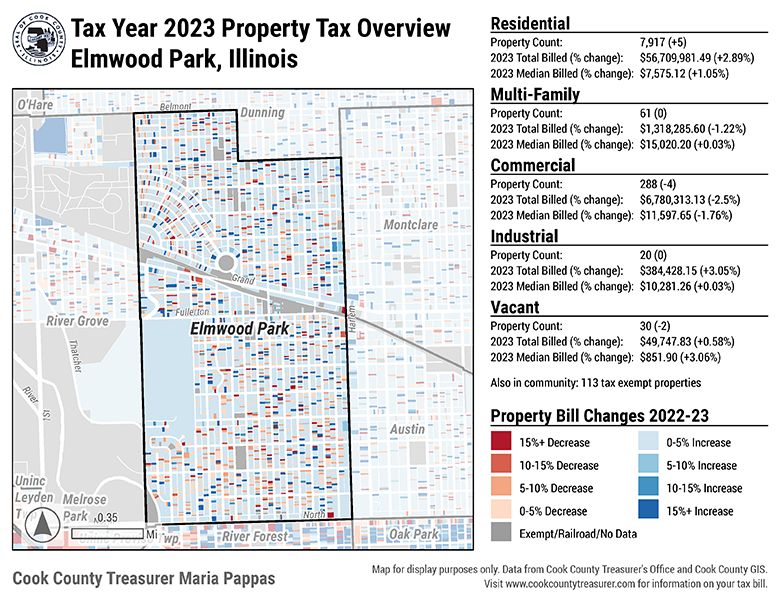 Tax Year 2023 Property Tax Overview
Elmwood Park, Illinois
Residential
Property Count: 7,917 (+5)
2023 Total Billed (% change): $56,709,981.49 (+2.89%)
2023 Median Billed (% change): $7,575.12 (+1.05%)
Multi-Family
Property Count: 61 (0)
2023 Total Billed (% change): $1,318,285.60 (-1.22%)
2023 Median Billed (% change): $15,020.20 (+0.03%)
Commercial
Property Count: 288 (-4)
2023 Total Billed (% change): $6,780,313.13 (-2.5%)
2023 Median Billed (% change): $11,597.65 (-1.76%)
Industrial
Property Count: 20 (0)
2023 Total Billed (% change): $384,428.15 (+3.05%)
2023 Median Billed (% change): $10,281.26 (+0.03%)
Vacant
Property Count: 30 (-2)
2023 Total Billed (% change): $49,747.83 (+0.58%)
2023 Median Billed (% change): $851.90 (+3.06%)
Also in community: 113 tax exempt properties
Property Bill Changes 2022-23
15%+ Decrease
10-15% Decrease
5-10% Decrease
0-5% Decrease
Exempt/Railroad/No Data
0-5% Increase
5-10% Increase
10-15% Increase
15%+ Increase
O'Hare
Belmont
Dunning
Montclare
Grand
Fullerton
Harlem
River Grove
Elmwood Park
Thatcher
River
1st
Austin
Uninc
Leyden
Melrose
Park
0.35
Mi
North
River Forest
Oak Park
Cook County Treasurer Maria Pappas
Map for display purposes only. Data from Cook County Treasurer's Office and Cook County GIS.
Visit www.cookcountytreasurer.com for information on your tax bill.